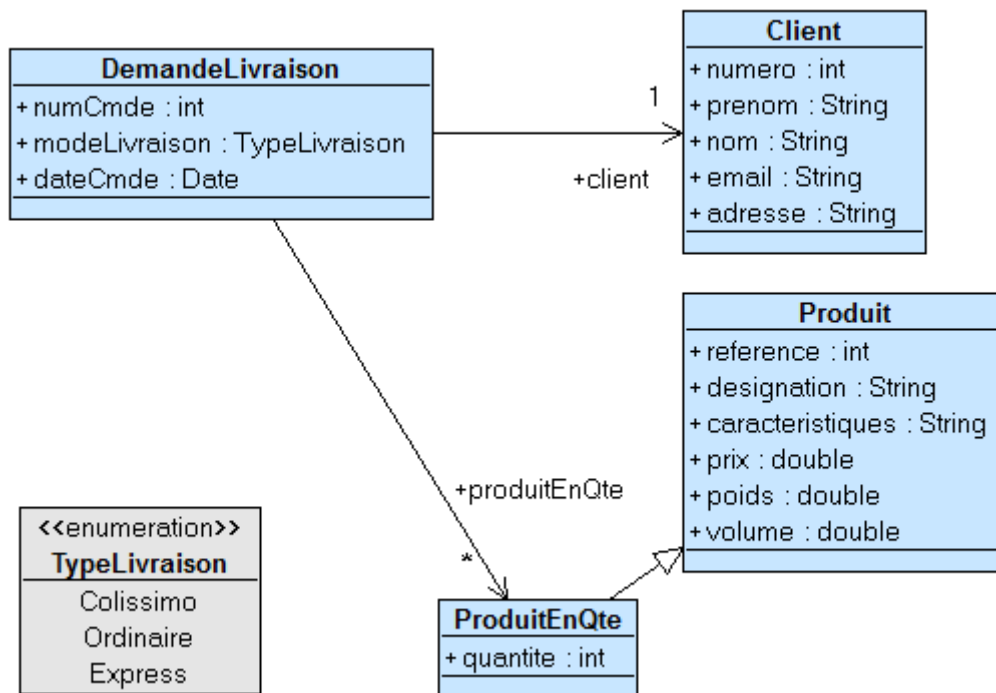 DemandeLivraison
+ numCmde : int
+ modeLivraison : TypeLivraison
+ dateCmde : Date
1
+client
Client
+ numero : int
+ prenom : String
+ nom : String
+ email : String
+ adresse : String
Produit
+ reference : int
+ designation : String
+ caracteristiques : String
+ prix : double
+ poids : double
+ volume : double
+produitEnQte
*
<<enumeration>>
TypeLivraison
Colissimo
Ordinaire
Express
ProduitEnQte
+ quantite : int